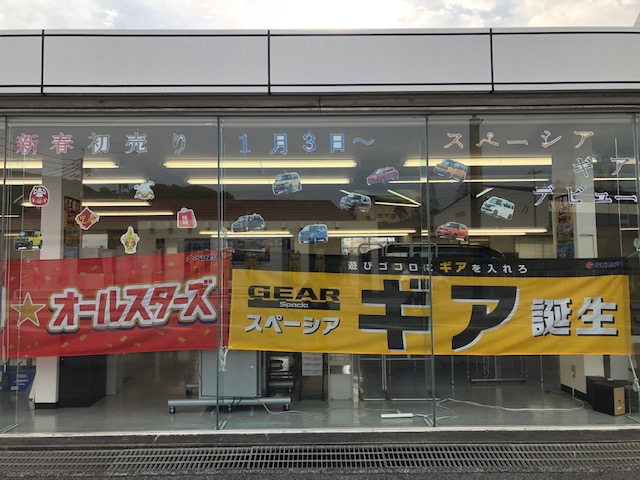 新春初売り 1月3日～
スペーシア
ギア
デビュー
オールスターズ
遊びゴコロにギアを入れろ
GEAR
Spacia
スペーシア
ギア
誕生